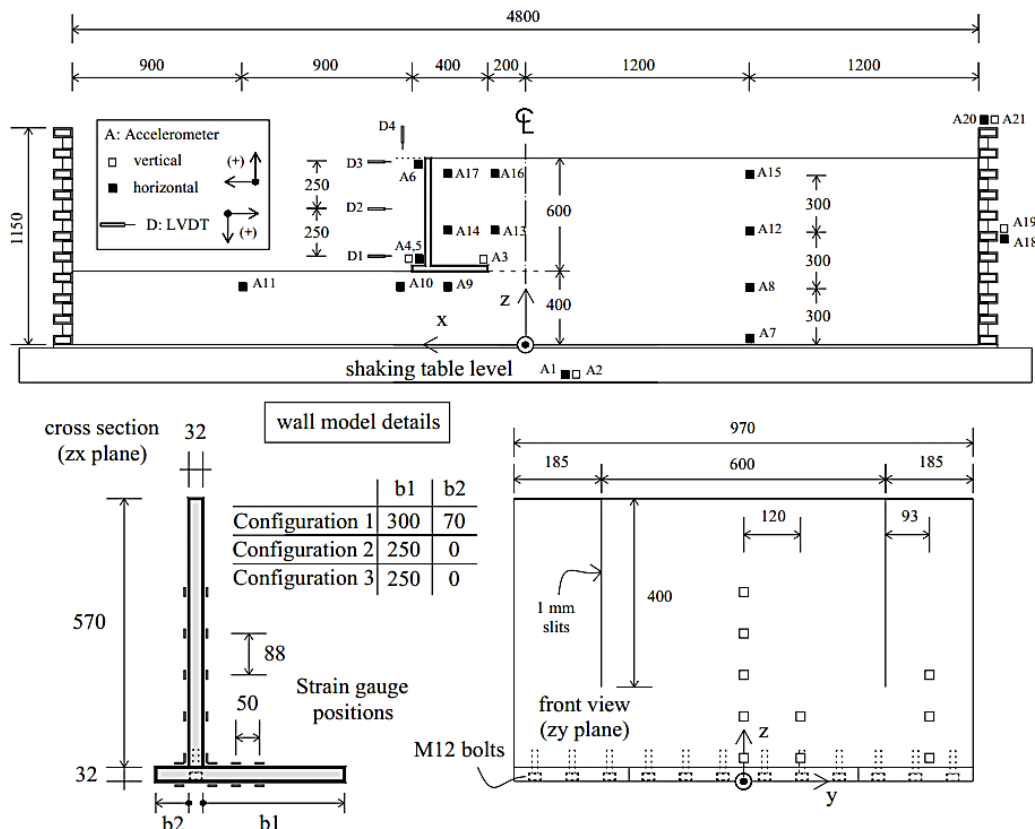 4800
900 900 400 200 1200 1200
A20 A21
D4
CL
A: Accelerometer
vertical (+)
horizontal
D: LVDT (+)
1150
D3
D2
D1
250
250
A6 A17 A16
A14 A13
A4,5 A3
A11 A10 A9
600
400
A15
A12
A8
A7
300
300
300
A19
A18
z
x
shaking table level
A1 A2
wall model details
cross section
(zx plane)
32
b1 b2
Configuration 1 300 70
Configuration 2 250 0
Configuration 3 250 0
570
88
50
Strain gauge
positions
32
b2 b1
970
185 600 185
120 93
1 mm
slits
400
front view
(zy plane)
M12 bolts
z
y